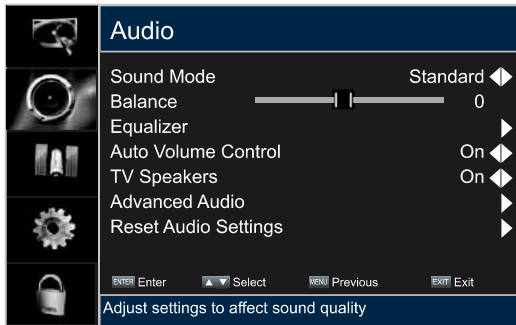 Audio
Sound Mode Standard
Balance 0
Equalizer
Auto Volume Control On
TV Speakers On
Advanced Audio
Reset Audio Settings
ENTER Enter Select MENU Previous EXIT Exit
Adjust settings to affect sound quality